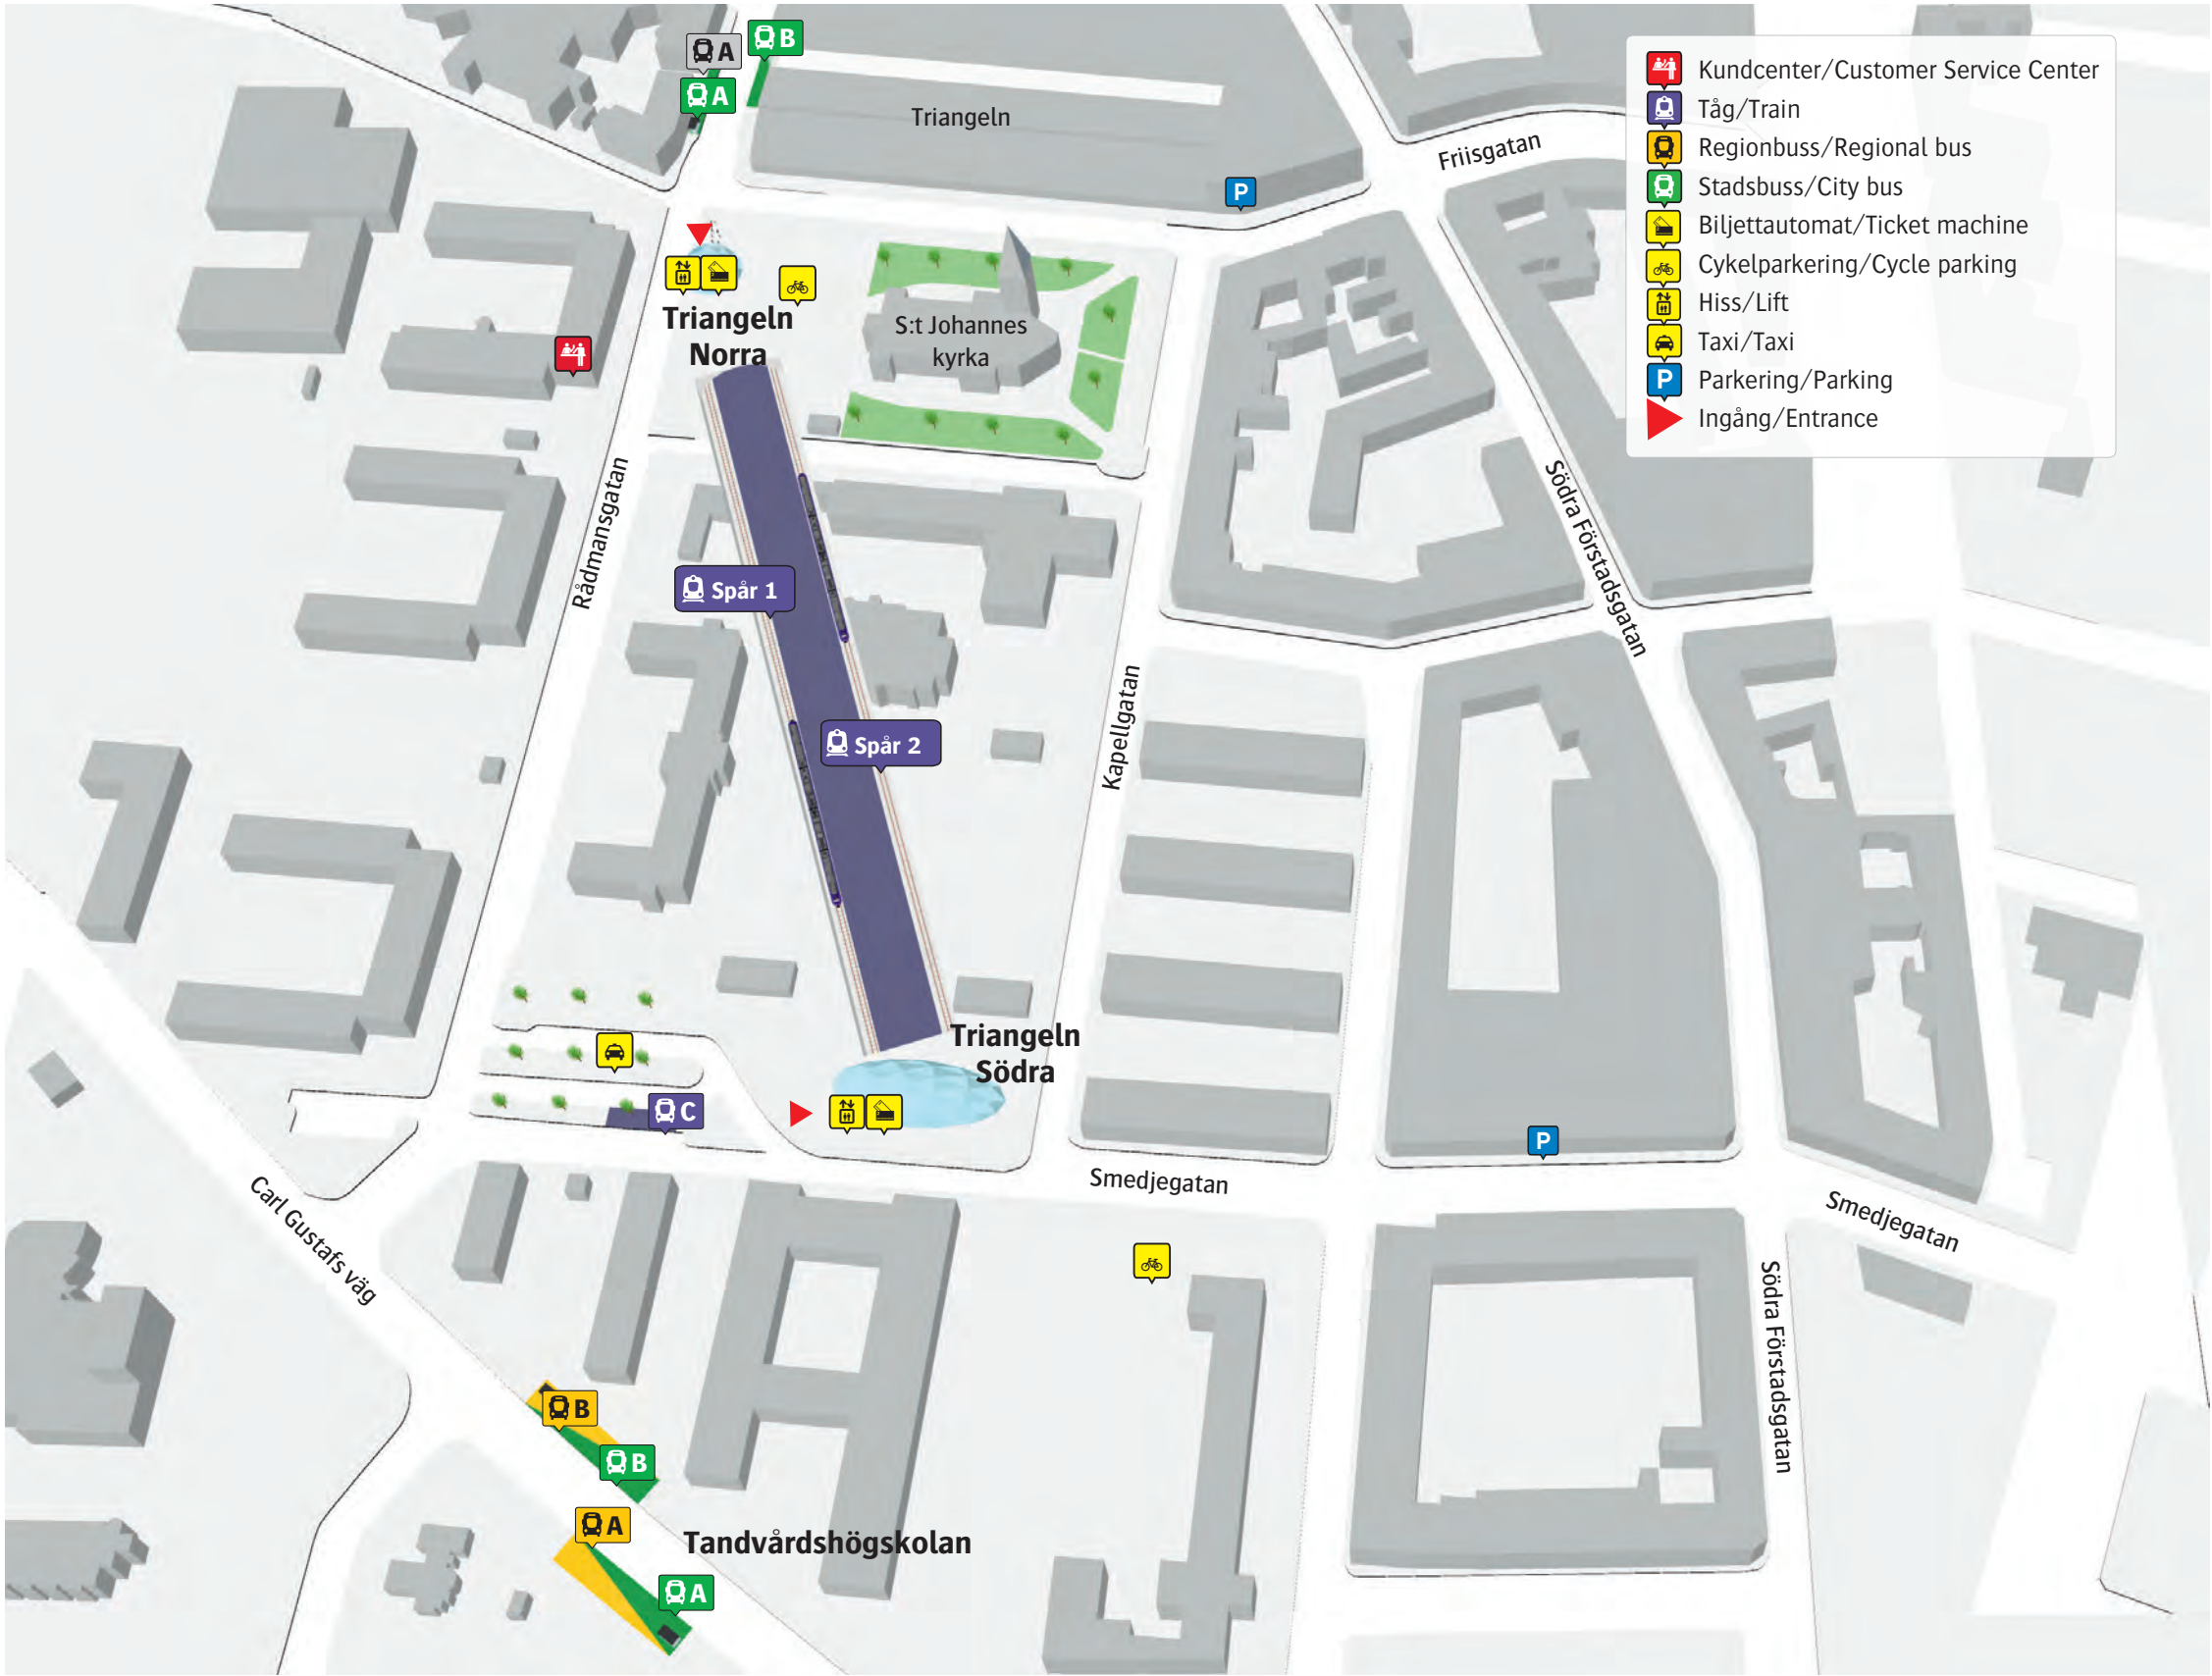 A
B
A
Triangeln
P
Friisgatan
Kundcenter/Customer Service Center
Tåg/Train
Regionbuss/Regional bus
Stadsbuss/City bus
Biljettautomat/Ticket machine
Cykelparkering/Cycle parking
Hiss/Lift
Taxi/Taxi
P Parkering/Parking
Ingång/Entrance
Triangeln
Norra
S:t Johannes
kyrka
Rådmansgatan
Södra Förstadsgatan
Spår 1
Spår 2
Kapellgatan
Triangeln
Södra
C
P
Smedjegatan
Smedjegatan
Carl Gustafs väg
Södra Förstadsgatan
B
B
A
Tandvårdshögskolan
A